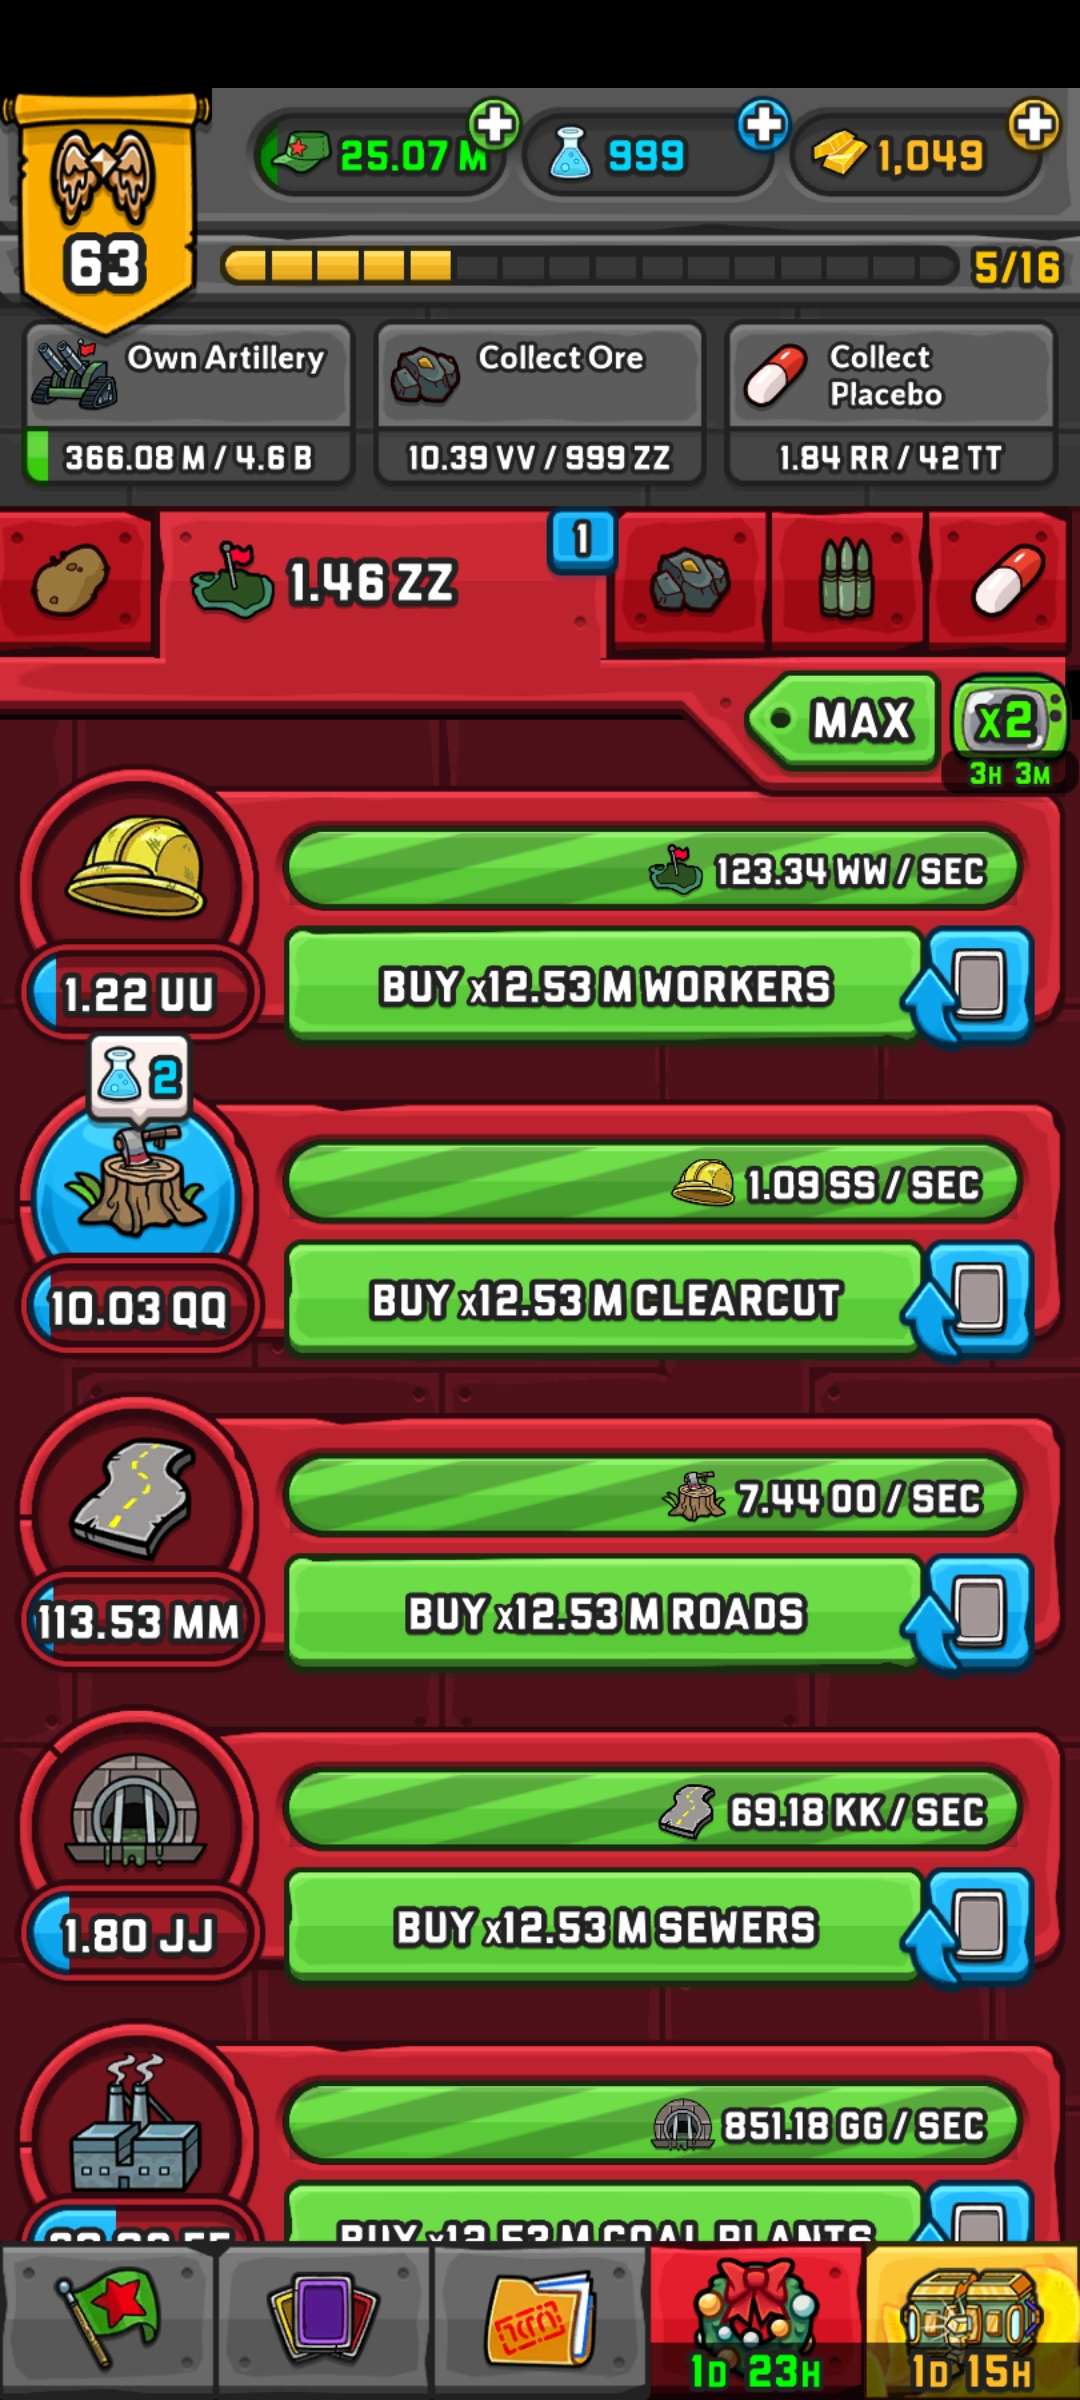 25.07 M
999
1,049
63
5/16
Own Artillery
366.08 M / 4.6 B
Collect Ore
10.39 VV / 999 ZZ
Collect
Placebo
1.84 RR / 42 TT
1.46 ZZ
1
MAX
x2
3H 3M
123.34 WW / SEC
1.22 UU
BUY x12.53 M WORKERS
2
1.09 SS / SEC
10.03 QQ
BUY x12.53 M CLEARCUT
7.44 OO / SEC
113.53 MM
BUY x12.53 M ROADS
69.18 KK / SEC
1.80 JJ
BUY x12.53 M SEWERS
851.18 GG / SEC
BUY x12.53 M COAL PLANTS
1D 23H
1D 15H